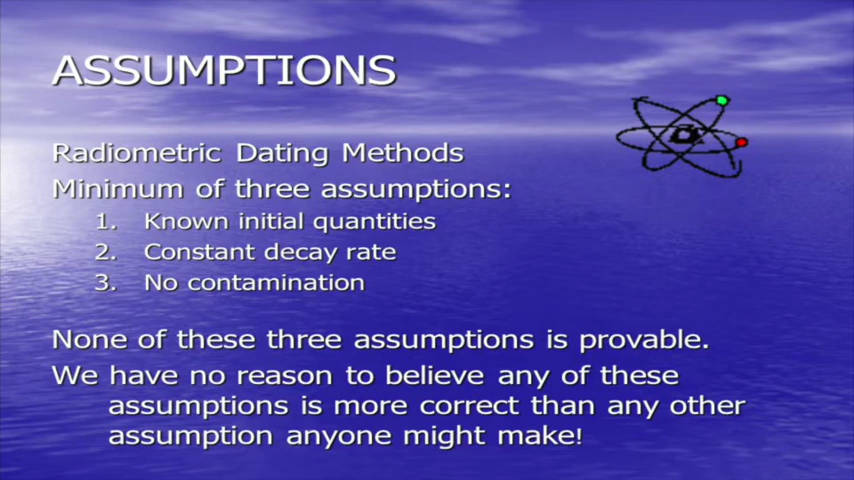 ASSUMPTIONS
Radiometric Dating Methods
Minimum of three assumptions:
1. Known initial quantities
2. Constant decay rate
3. No contamination
None of these three assumptions is provable.
We have no reason to believe any of these
assumptions is more correct than any other
assumption anyone might make!